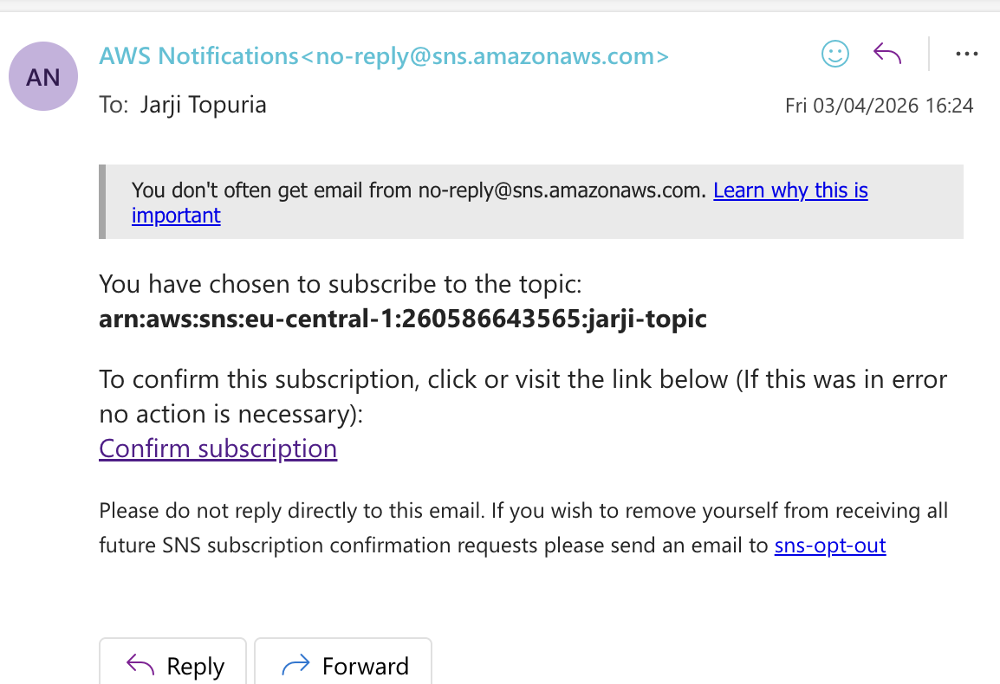 AN
AWS Notifications<no-reply@sns.amazonaws.com>
To: Jarji Topuria
Fri 03/04/2026 16:24
You don't often get email from no-reply@sns.amazonaws.com. Learn why this is
important
You have chosen to subscribe to the topic:
arn:aws:sns:eu-central-1:260586643565:jarji-topic
To confirm this subscription, click or visit the link below (If this was in error
no action is necessary):
Confirm subscription
Please do not reply directly to this email. If you wish to remove yourself from receiving all
future SNS subscription confirmation requests please send an email to sns-opt-out
Reply
Forward